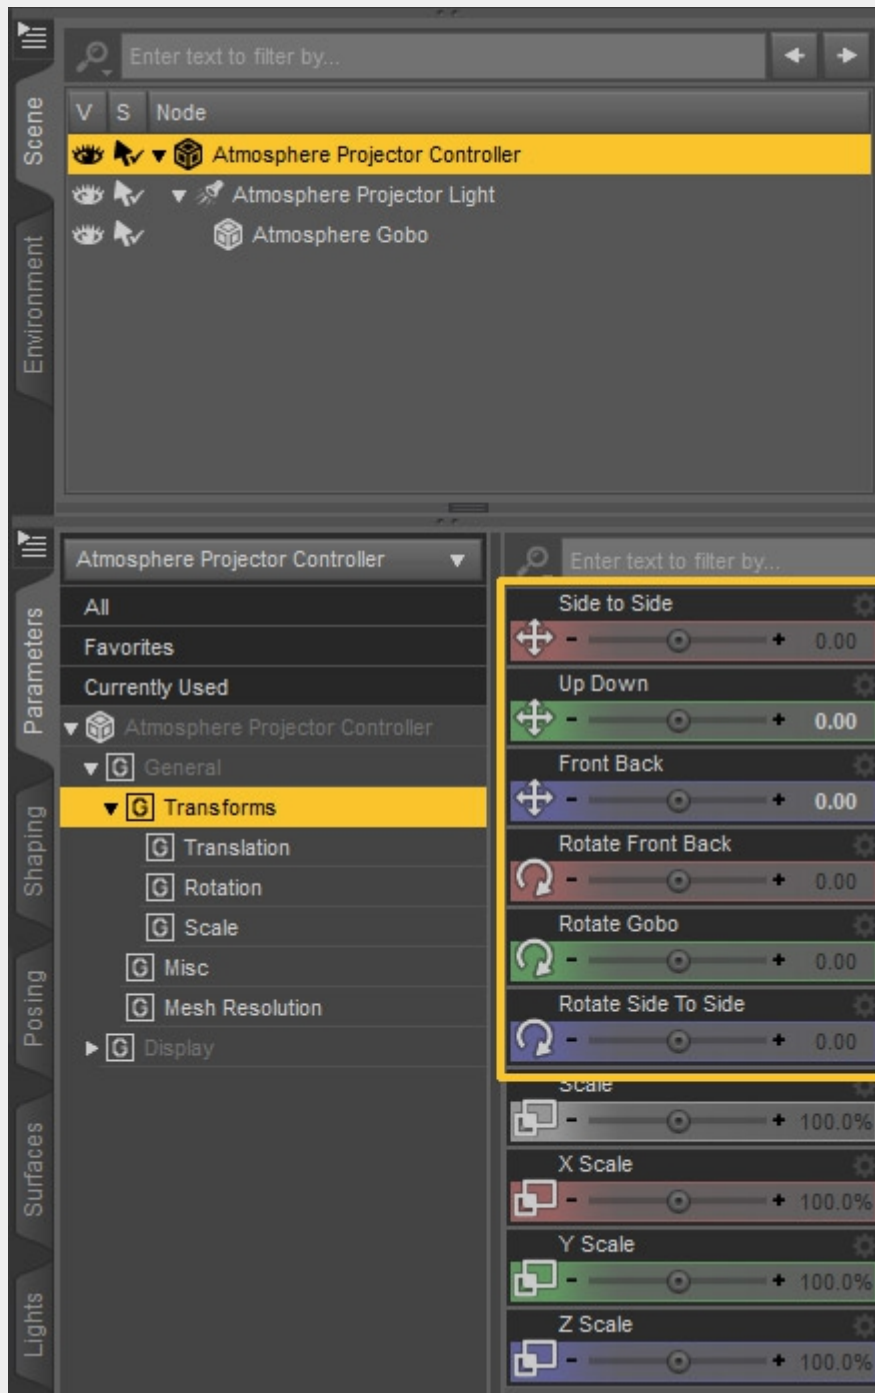 Enter text to filter by...
V S Node
Atmosphere Projector Controller
Atmosphere Projector Light
Atmosphere Gobo
Scene
Environment
Atmosphere Projector Controller
All
Favorites
Currently Used
Atmosphere Projector Controller
G General
G Transforms
G Translation
G Rotation
G Scale
G Misc
G Mesh Resolution
G Display
Parameters
Shaping
Posing
Surfaces
Lights
Enter text to filter by...
Side to Side
- + 0.00
Up Down
- + 0.00
Front Back
- + 0.00
Rotate Front Back
- + 0.00
Rotate Gobo
- + 0.00
Rotate Side To Side
- + 0.00
Scale
- + 100.0%
X Scale
- + 100.0%
Y Scale
- + 100.0%
Z Scale
- + 100.0%